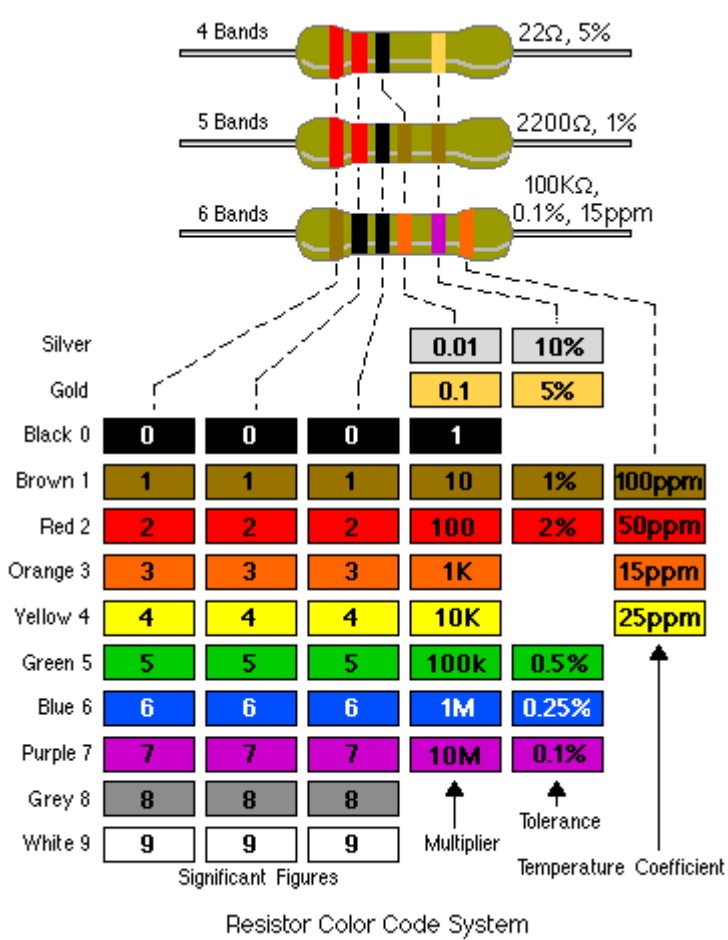 4 Bands 22Ω, 5%
5 Bands 2200Ω, 1%
100KΩ,
6 Bands 0.1%, 15ppm
Silver 0.01 10%
Gold 0.1 5%
Black 0 0 0 0 1
Brown 1 1 1 1 10 1% 100ppm
Red 2 2 2 2 100 2% 50ppm
Orange 3 3 3 3 1K 15ppm
Yellow 4 4 4 4 10K 25ppm
Green 5 5 5 5 100k 0.5%
Blue 6 6 6 6 1M 0.25%
Purple 7 7 7 7 10M 0.1%
Grey 8 8 8 8
White 9 9 9 9
Multiplier
Tolerance
Temperature Coefficient
Significant Figures
Resistor Color Code System